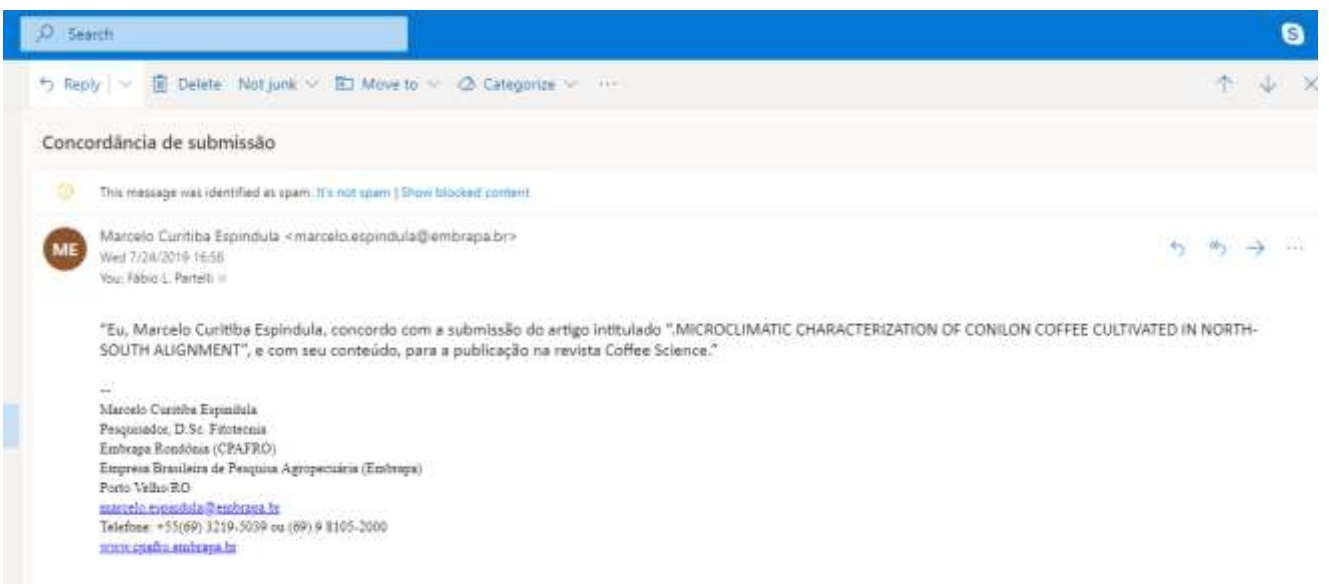 Search
Reply Delete Not junk Move to Categorize ...
Concordância de submissão
This message was identified as spam. It's not spam | Show blocked content
ME
Marcelo Curitiba Espindula <marcelo.espindula@embrapa.br>
Wed 7/24/2019 16:56
You; Fábio L. Partelli
"Eu, Marcelo Curitiba Espindula, concordo com a submissão do artigo intitulado ".MICROCLIMATIC CHARACTERIZATION OF CONILON COFFEE CULTIVATED IN NORTH-
SOUTH ALIGNMENT", e com seu conteúdo, para a publicação na revista Coffee Science."
--
Marcelo Curitiba Espindula
Pesquisador, D.Sc. Fitotecnia
Embrapa Rondônia (CPAFRO)
Empresa Brasileira de Pesquisa Agropecuária (Embrapa)
Porto Velho-RO
marcelo.espindula@embrapa.br
Telefone: +55(69) 3219-5039 ou (69) 9 8105-2000
www.cpafro.embrapa.br